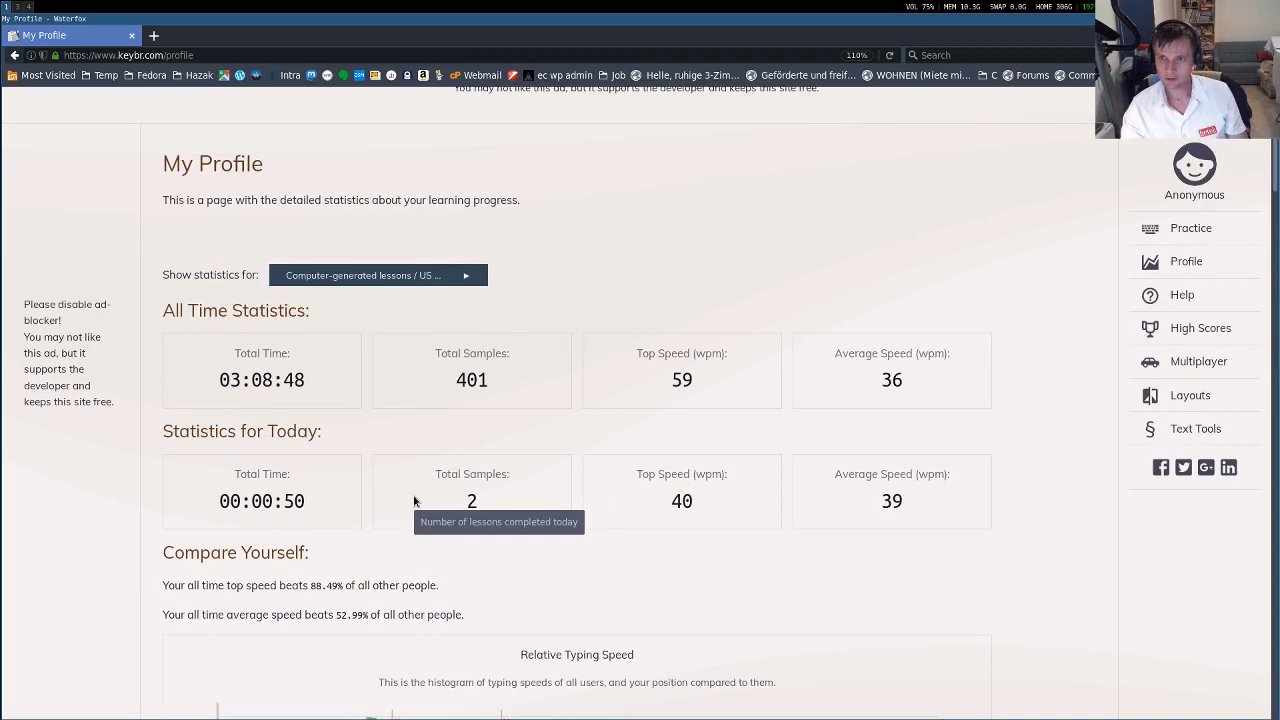 1 3 4
VOL 75% | MEM 10.3G | SWAP 0.0G | HOME 306G | 192
My Profile - Waterfox
My Profile
https://www.keybr.com/profile
110%
Search
Most Visited
Temp
Fedora
Hazak
Intra
Webmail
ec wp admin
Job
Helle, ruhige 3-Zim...
Geförderte und freif...
WOHNEN (Miete mi...
C
Forums
Comm
You may not like this ad, but it supports the developer and keeps this site free.
My Profile
This is a page with the detailed statistics about your learning progress.
Show statistics for:
Computer-generated lessons / US ...
Please disable ad-
blocker!
You may not like
this ad, but it
supports the
developer and
keeps this site free.
All Time Statistics:
Total Time:
03:08:48
Total Samples:
401
Top Speed (wpm):
59
Average Speed (wpm):
36
Statistics for Today:
Total Time:
00:00:50
Total Samples:
2
Top Speed (wpm):
40
Average Speed (wpm):
39
Number of lessons completed today
Compare Yourself:
Your all time top speed beats 88.49% of all other people.
Your all time average speed beats 52.99% of all other people.
Relative Typing Speed
This is the histogram of typing speeds of all users, and your position compared to them.
Anonymous
Practice
Profile
Help
High Scores
Multiplayer
Layouts
Text Tools